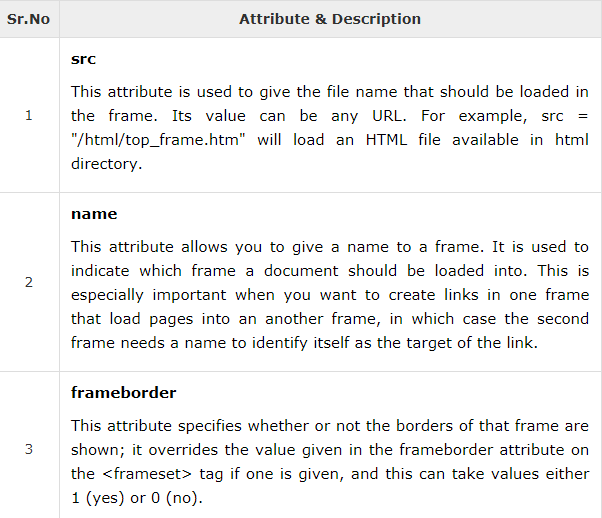 Sr.No Attribute & Description
src
This attribute is used to give the file name that should be loaded in
the frame. Its value can be any URL. For example, src =
1
"/html/top_frame.htm" will load an HTML file available in html
directory.
name
This attribute allows you to give a name to a frame. It is used to
indicate which frame a document should be loaded into. This is
2
especially important when you want to create links in one frame
that load pages into an another frame, in which case the second
frame needs a name to identify itself as the target of the link.
frameborder
This attribute specifies whether or not the borders of that frame are
3
shown; it overrides the value given in the frameborder attribute on
the <frameset> tag if one is given, and this can take values either
1 (yes) or 0 (no).